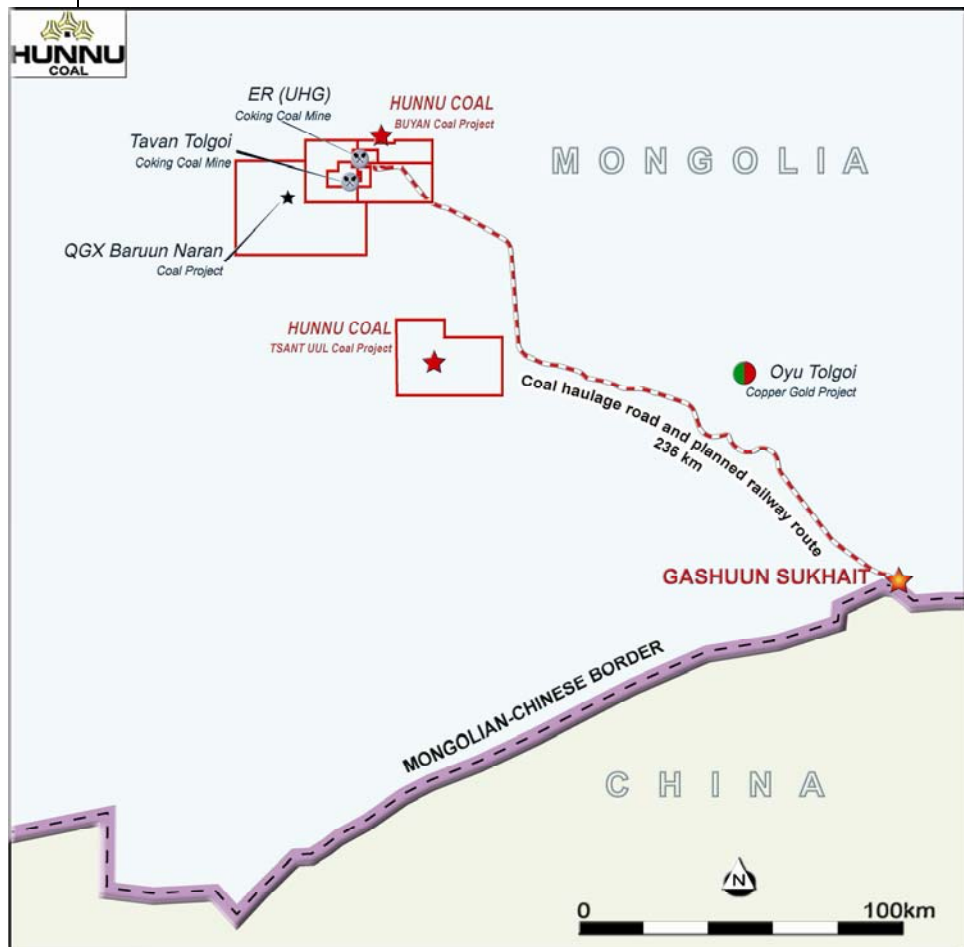 HUNNU
COAL
ER (UHG)
Coking Coal Mine
HUNNU COAL
BUYAN Coal Project
Tavan Tolgoi
Coking Coal Mine
MONGOLIA
QGX Baruun Naran
Coal Project
HUNNU COAL
TSANT UUL Coal Project
Oyu Tolgoi
Copper Gold Project
Coal haulage road and planned railway route
236 km
GASHUUN SUKHAIT
MONGOLIAN-CHINESE BORDER
CHINA
N
0 100km